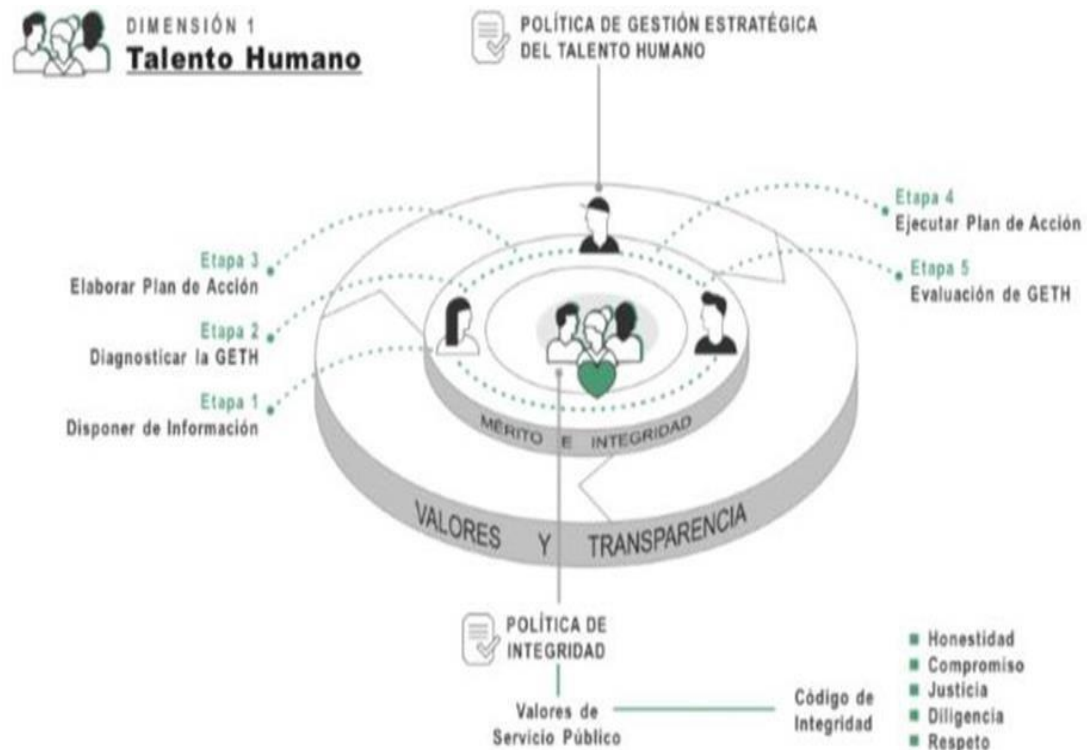 DIMENSIÓN 1
Talento Humano
POLÍTICA DE GESTIÓN ESTRATÉGICA
DEL TALENTO HUMANO
Etapa 3
Elaborar Plan de Acción
Etapa 2
Diagnosticar la GETH
Etapa 1
Disponer de Información
Etapa 4
Ejecutar Plan de Acción
Etapa 5
Evaluación de GETH
MÉRITO E INTEGRIDAD
VALORES Y TRANSPARENCIA
POLÍTICA DE
INTEGRIDAD
Valores de
Servicio Público
Código de
Integridad
Honestidad
Compromiso
Justicia
Diligencia
Respeto